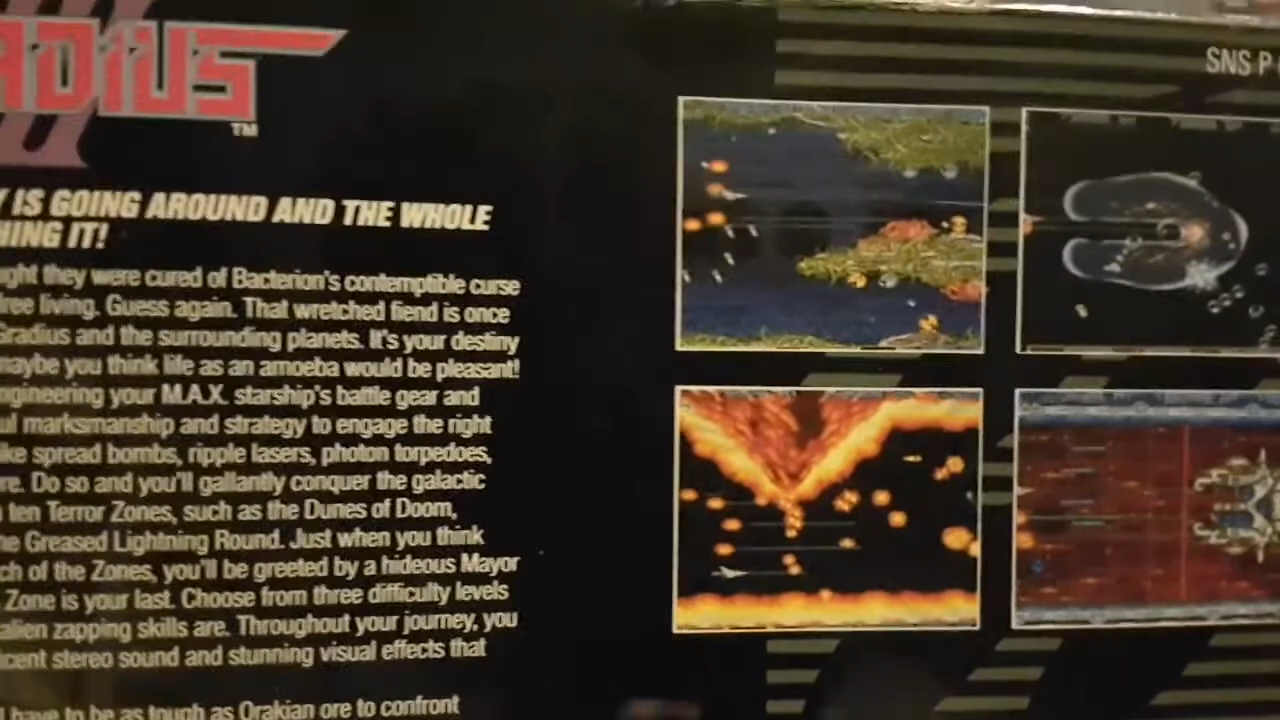 ADIUS
TM
III
SNS P
Y IS GOING AROUND AND THE WHOLE
HING IT!
ught they were cured of Bacterion's contemptible curse
free living. Guess again. That wretched fiend is once
Gradius and the surrounding planets. It's your destiny
maybe you think life as an amoeba would be pleasant!
ngineering your M.A.X. starship's battle gear and
ul marksmanship and strategy to engage the right
ike spread bombs, ripple lasers, photon torpedoes,
re. Do so and you'll gallantly conquer the galactic
ten Terror Zones, such as the Dunes of Doom,
he Greased Lightning Round. Just when you think
ch of the Zones, you'll be greeted by a hideous Mayor
Zone is your last. Choose from three difficulty levels
alien zapping skills are. Throughout your journey, you
icent stereo sound and stunning visual effects that
have to be as tough as Orakian ore to confront